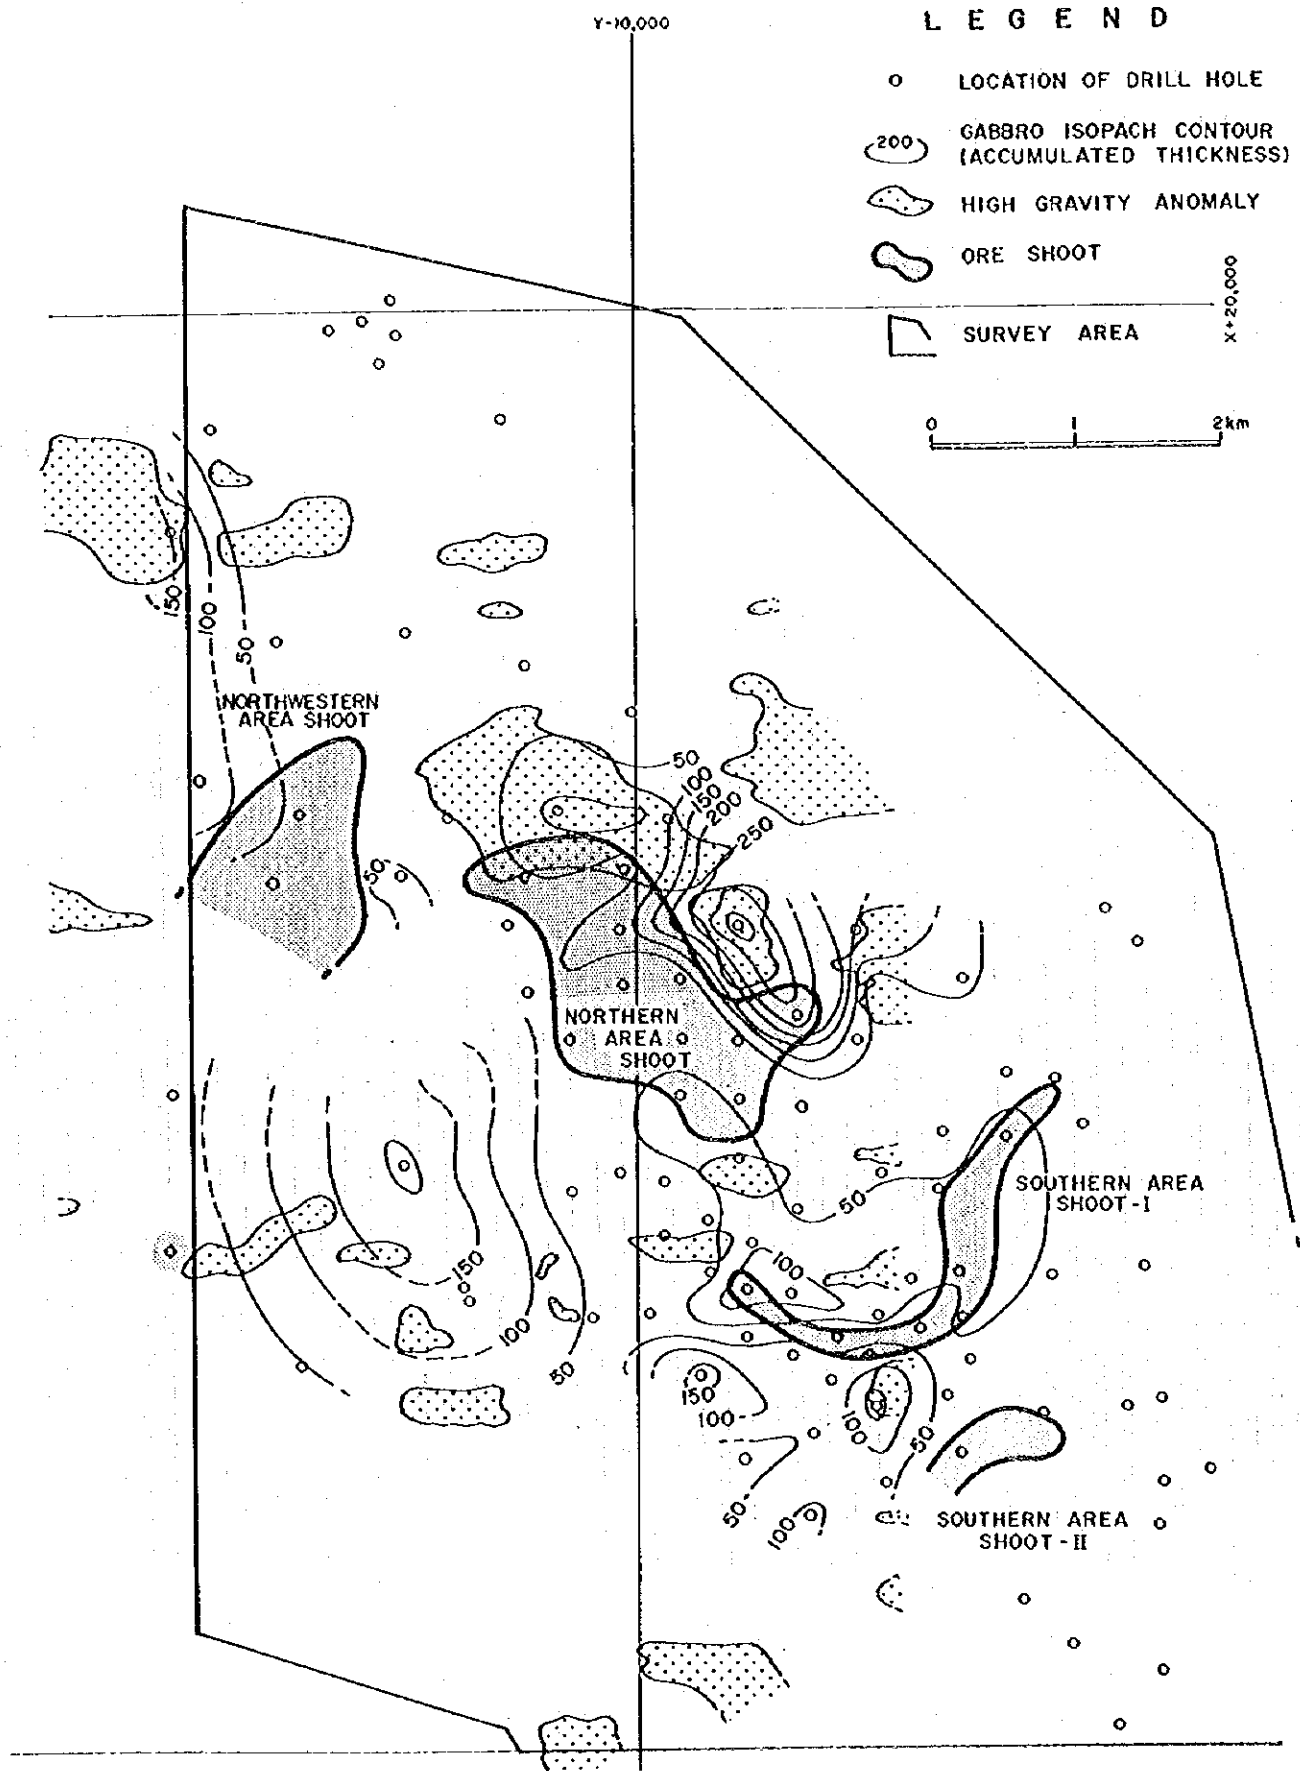 Y-10,000
LEGEND
LOCATION OF DRILL HOLE
200
GABBRO ISOPACH CONTOUR
(ACCUMULATED THICKNESS)
HIGH GRAVITY ANOMALY
ORE SHOOT
X+20,000
SURVEY AREA
0 1 2km
150
100
50
NORTHWESTERN
AREA SHOOT
50
100
150
200
250
50
NORTHERN
AREA
SHOOT
SOUTHERN AREA
SHOOT-I
50
100
150
100
50
150
100
100
50
50
100
SOUTHERN AREA
SHOOT-II